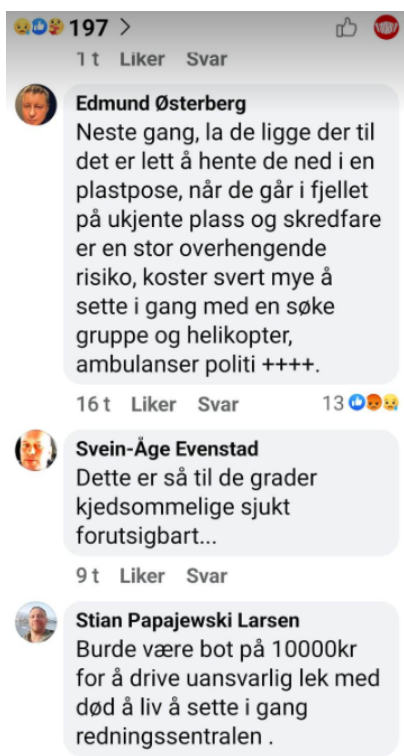 197 >
1 t Liker Svar
Edmund Østerberg
Neste gang, la de ligge der til
det er lett å hente de ned i en
plastpose, når de går i fjellet
på ukjente plass og skredfare
er en stor overhengende
risiko, koster svert mye å
sette i gang med en søke
gruppe og helikopter,
ambulanser politi ++++.
16 t Liker Svar 13
Svein-Åge Evenstad
Dette er så til de grader
kjedsommelige sjukt
forutsigbart...
9 t Liker Svar
Stian Papajewski Larsen
Burde være bot på 10000kr
for å drive uansvarlig lek med
død å liv å sette i gang
redningssentralen .